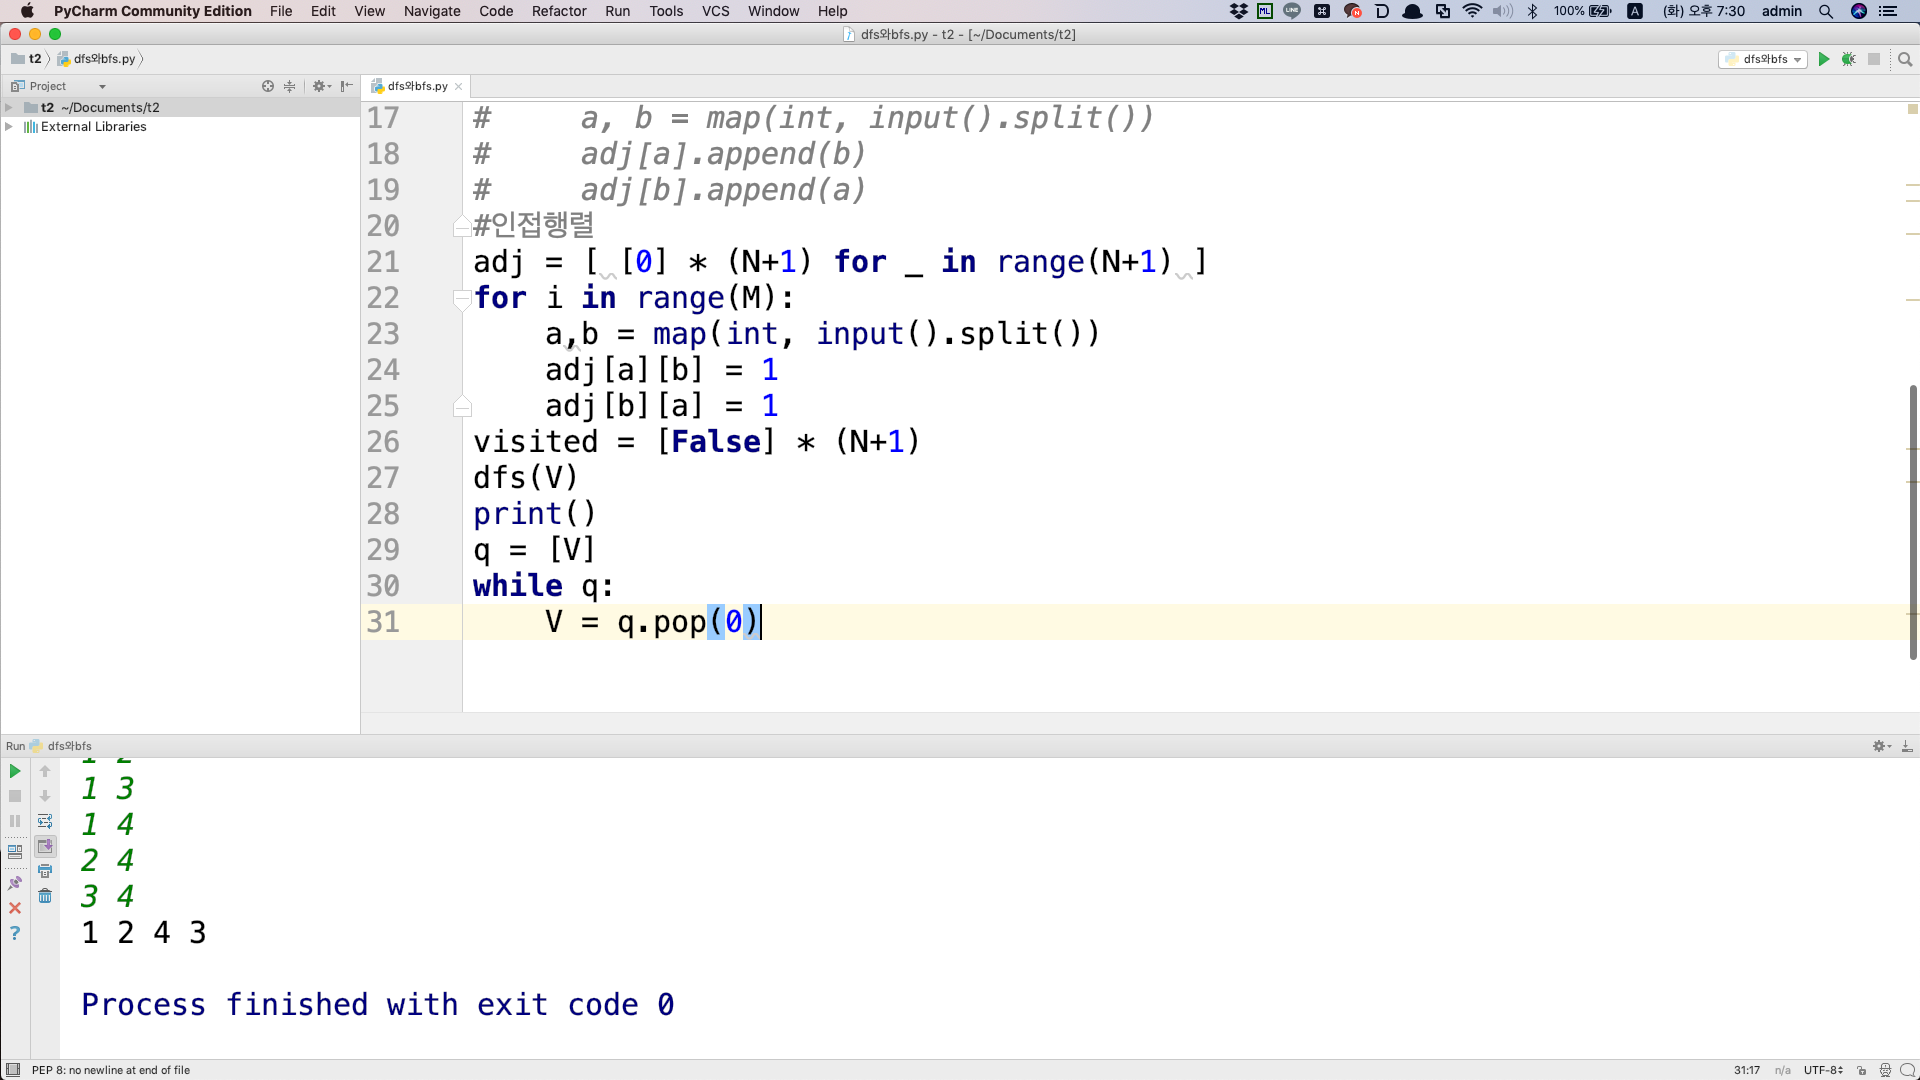 PyCharm Community Edition File Edit View Navigate Code Refactor Run Tools VCS Window Help 100% A (화) 오후 7:30 admin
dfs와bfs.py - t2 - [~/Documents/t2]
t2 dfs와bfs.py dfs와bfs
Project dfs와bfs.py
t2 ~/Documents/t2
External Libraries
17 #     a, b = map(int, input().split())
18 #     adj[a].append(b)
19 #     adj[b].append(a)
20 #인접행렬
21 adj = [ [0] * (N+1) for _ in range(N+1) ]
22 for i in range(M):
23     a,b = map(int, input().split())
24     adj[a][b] = 1
25     adj[b][a] = 1
26 visited = [False] * (N+1)
27 dfs(V)
28 print()
29 q = [V]
30 while q:
31     V = q.pop(0)
Run dfs와bfs
1 2
1 3
1 4
2 4
3 4
1 2 4 3
Process finished with exit code 0
PEP 8: no newline at end of file 31:17 n/a UTF-8